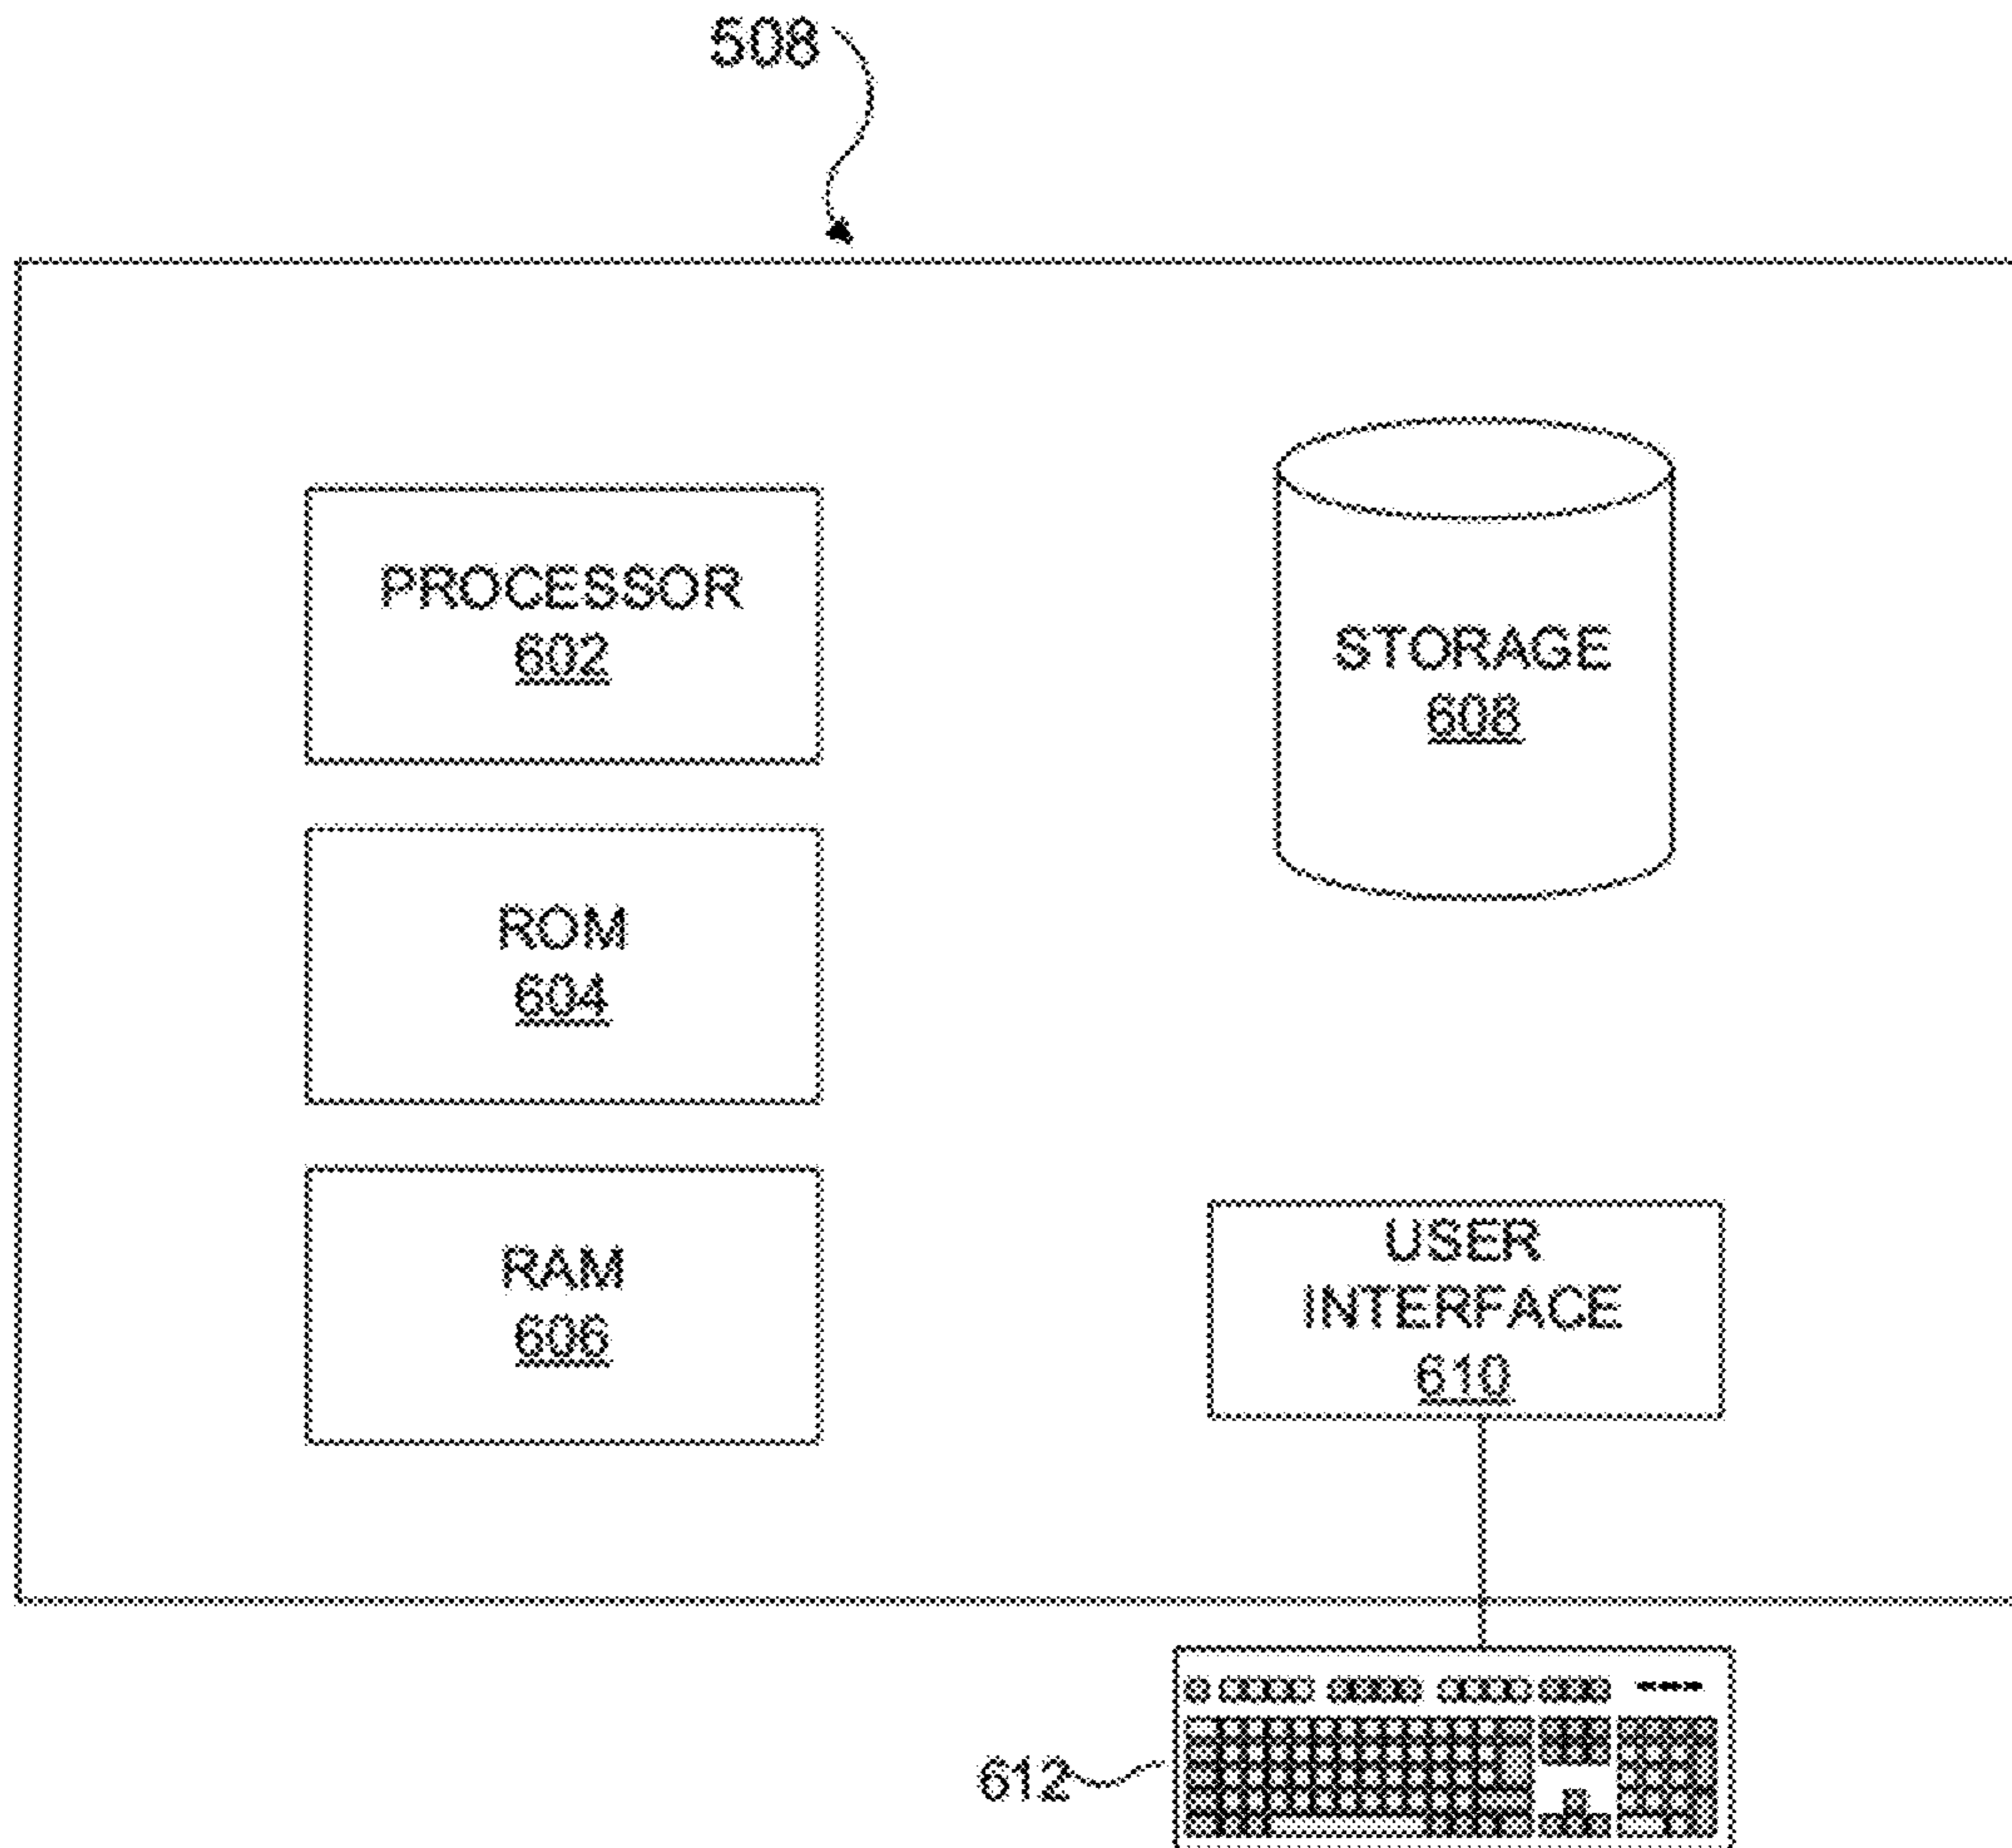 508
PROCESSOR
602
STORAGE
608
ROM
604
RAM
606
USER
INTERFACE
610
612